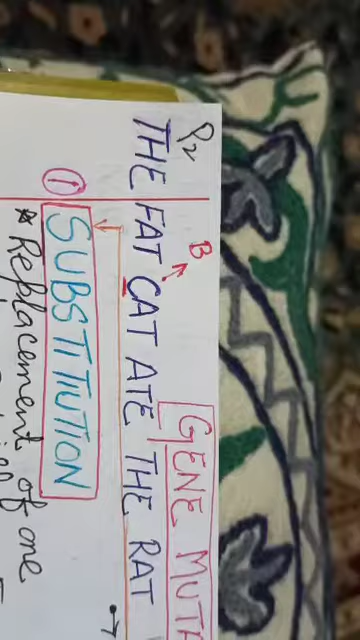 P2
GENE MUTA
B
THE FAT CAT ATE THE RAT
① SUBSTITUTION
* Replacement of one